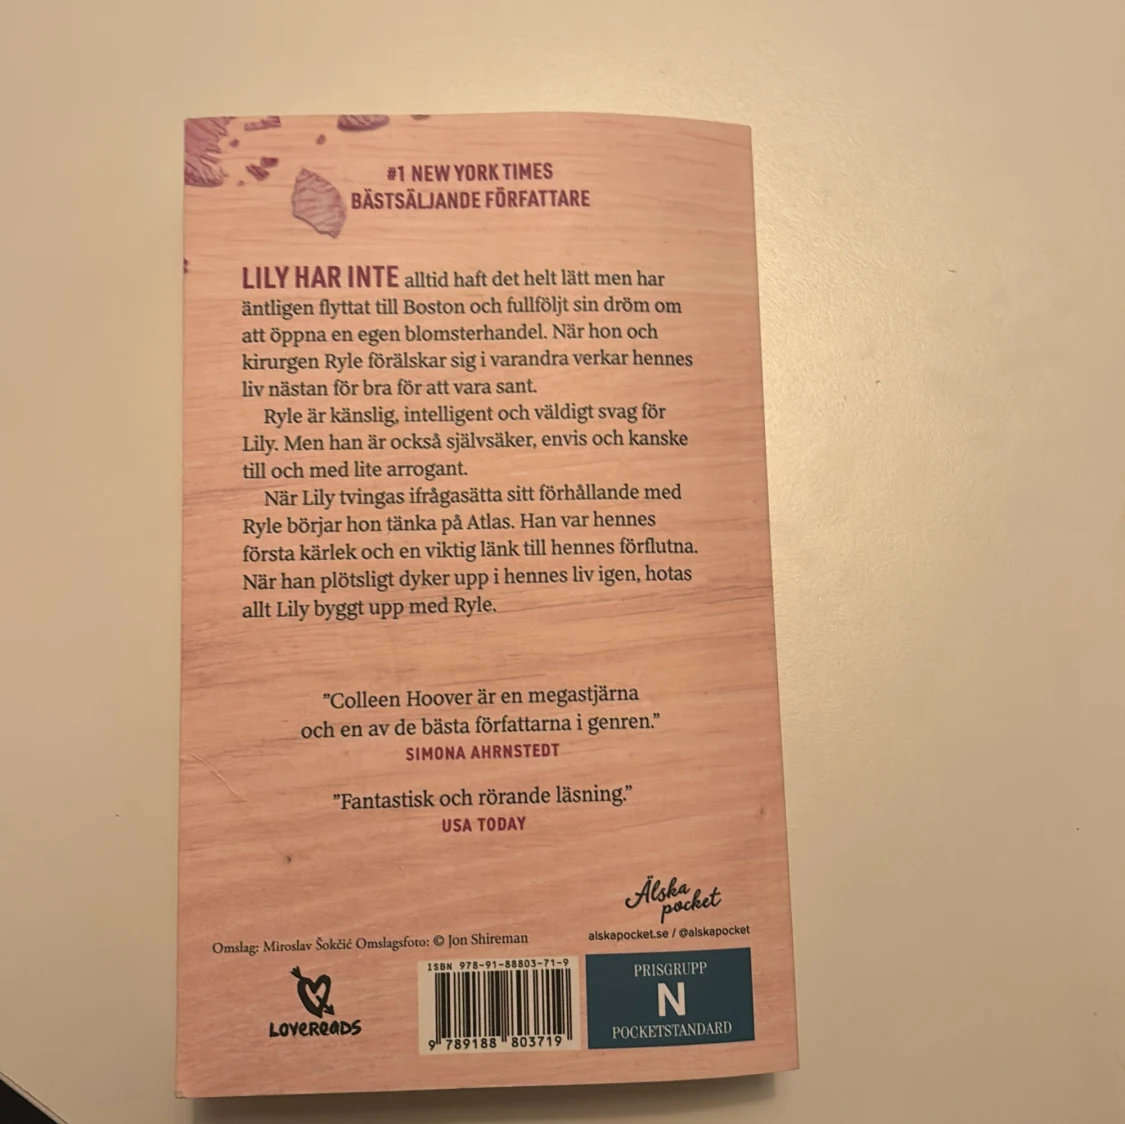 #1 NEW YORK TIMES
BÄSTSÄLJANDE FÖRFATTARE
LILY HAR INTE alltid haft det helt lätt men har
äntligen flyttat till Boston och fullföljt sin dröm om
att öppna en egen blomsterhandel. När hon och
kirurgen Ryle förälskar sig i varandra verkar hennes
liv nästan för bra för att vara sant.
Ryle är känslig, intelligent och väldigt svag för
Lily. Men han är också självsäker, envis och kanske
till och med lite arrogant.
När Lily tvingas ifrågasätta sitt förhållande med
Ryle börjar hon tänka på Atlas. Han var hennes
första kärlek och en viktig länk till hennes förflutna.
När han plötsligt dyker upp i hennes liv igen, hotas
allt Lily byggt upp med Ryle.
”Colleen Hoover är en megastjärna
och en av de bästa författarna i genren.”
SIMONA AHRNSTEDT
”Fantastisk och rörande läsning.”
USA TODAY
Älska
pocket
alskapocket.se / @alskapocket
Omslag: Miroslav Šokčić Omslagsfoto: © Jon Shireman
LOVEREADS
ISBN 978-91-88803-71-9
9 789188 803719
PRISGRUPP
N
POCKETSTANDARD